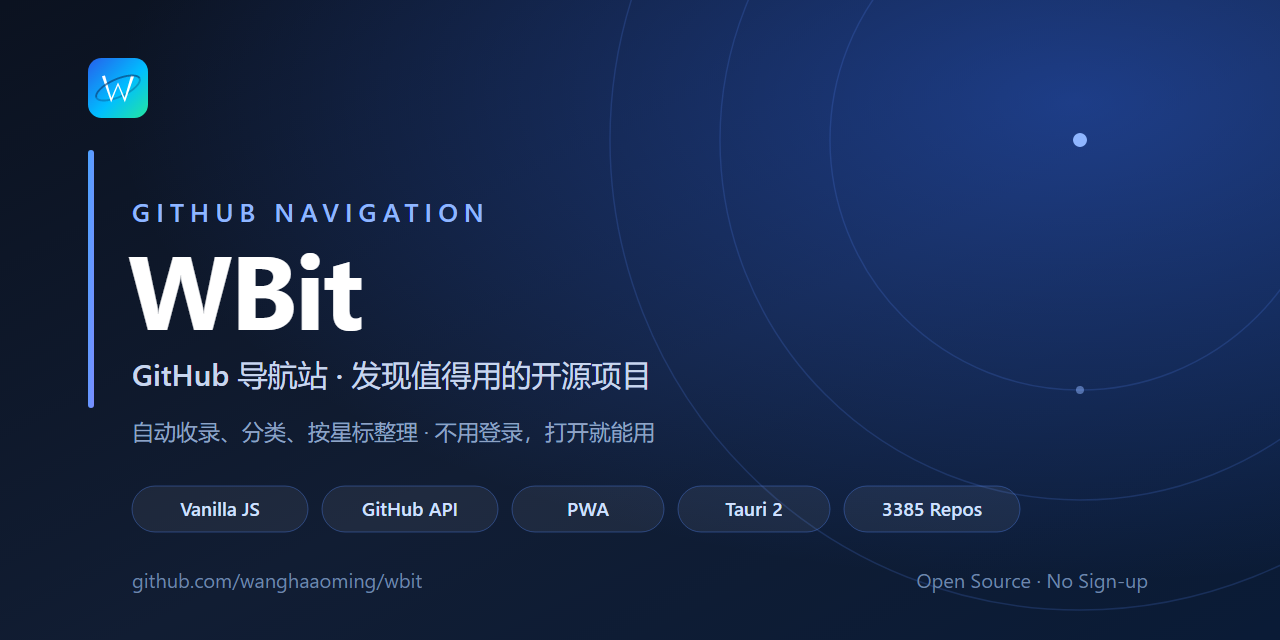 W
GITHUB NAVIGATION
WBit
GitHub 导航站 · 发现值得用的开源项目
自动收录、分类、按星标整理 · 不用登录，打开就能用
Vanilla JS GitHub API PWA Tauri 2 3385 Repos
github.com/wanghaaoming/wbit Open Source · No Sign-up